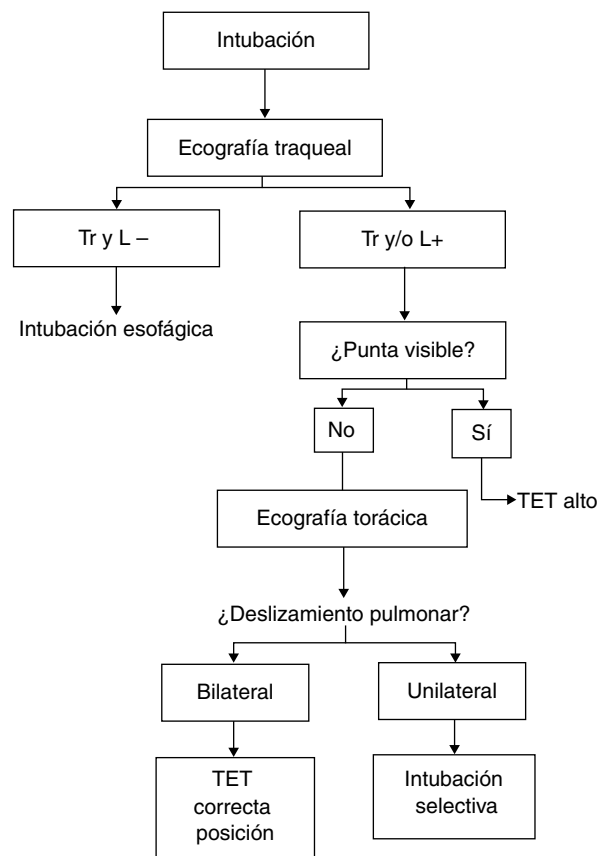 Intubación
Ecografía traqueal
Tr y L –
Tr y/o L+
Intubación esofágica
¿Punta visible?
No
Sí
TET alto
Ecografía torácica
¿Deslizamiento pulmonar?
Bilateral
Unilateral
TET
correcta
posición
Intubación
selectiva